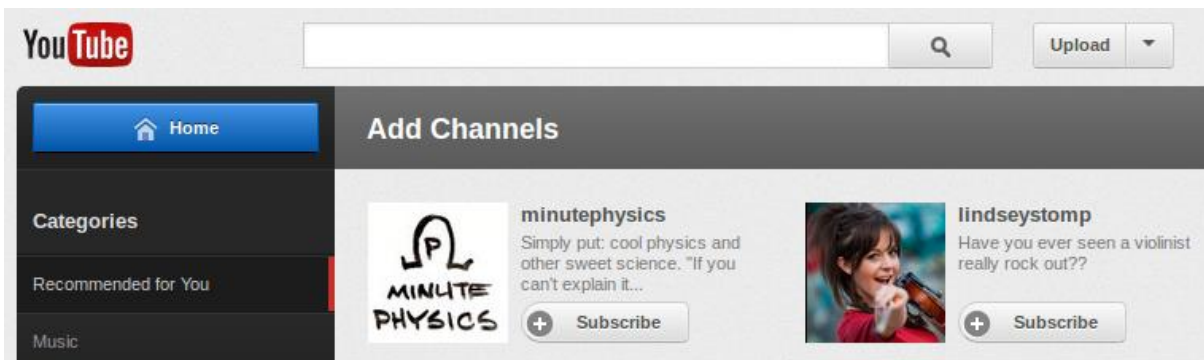 YouTube
Upload
Home
Add Channels
Categories
Recommended for You
Music
P
MINUTE
PHYSICS
minutephysics
Simply put: cool physics and
other sweet science. "If you
can't explain it...
Subscribe
lindseystomp
Have you ever seen a violinist
really rock out??
Subscribe